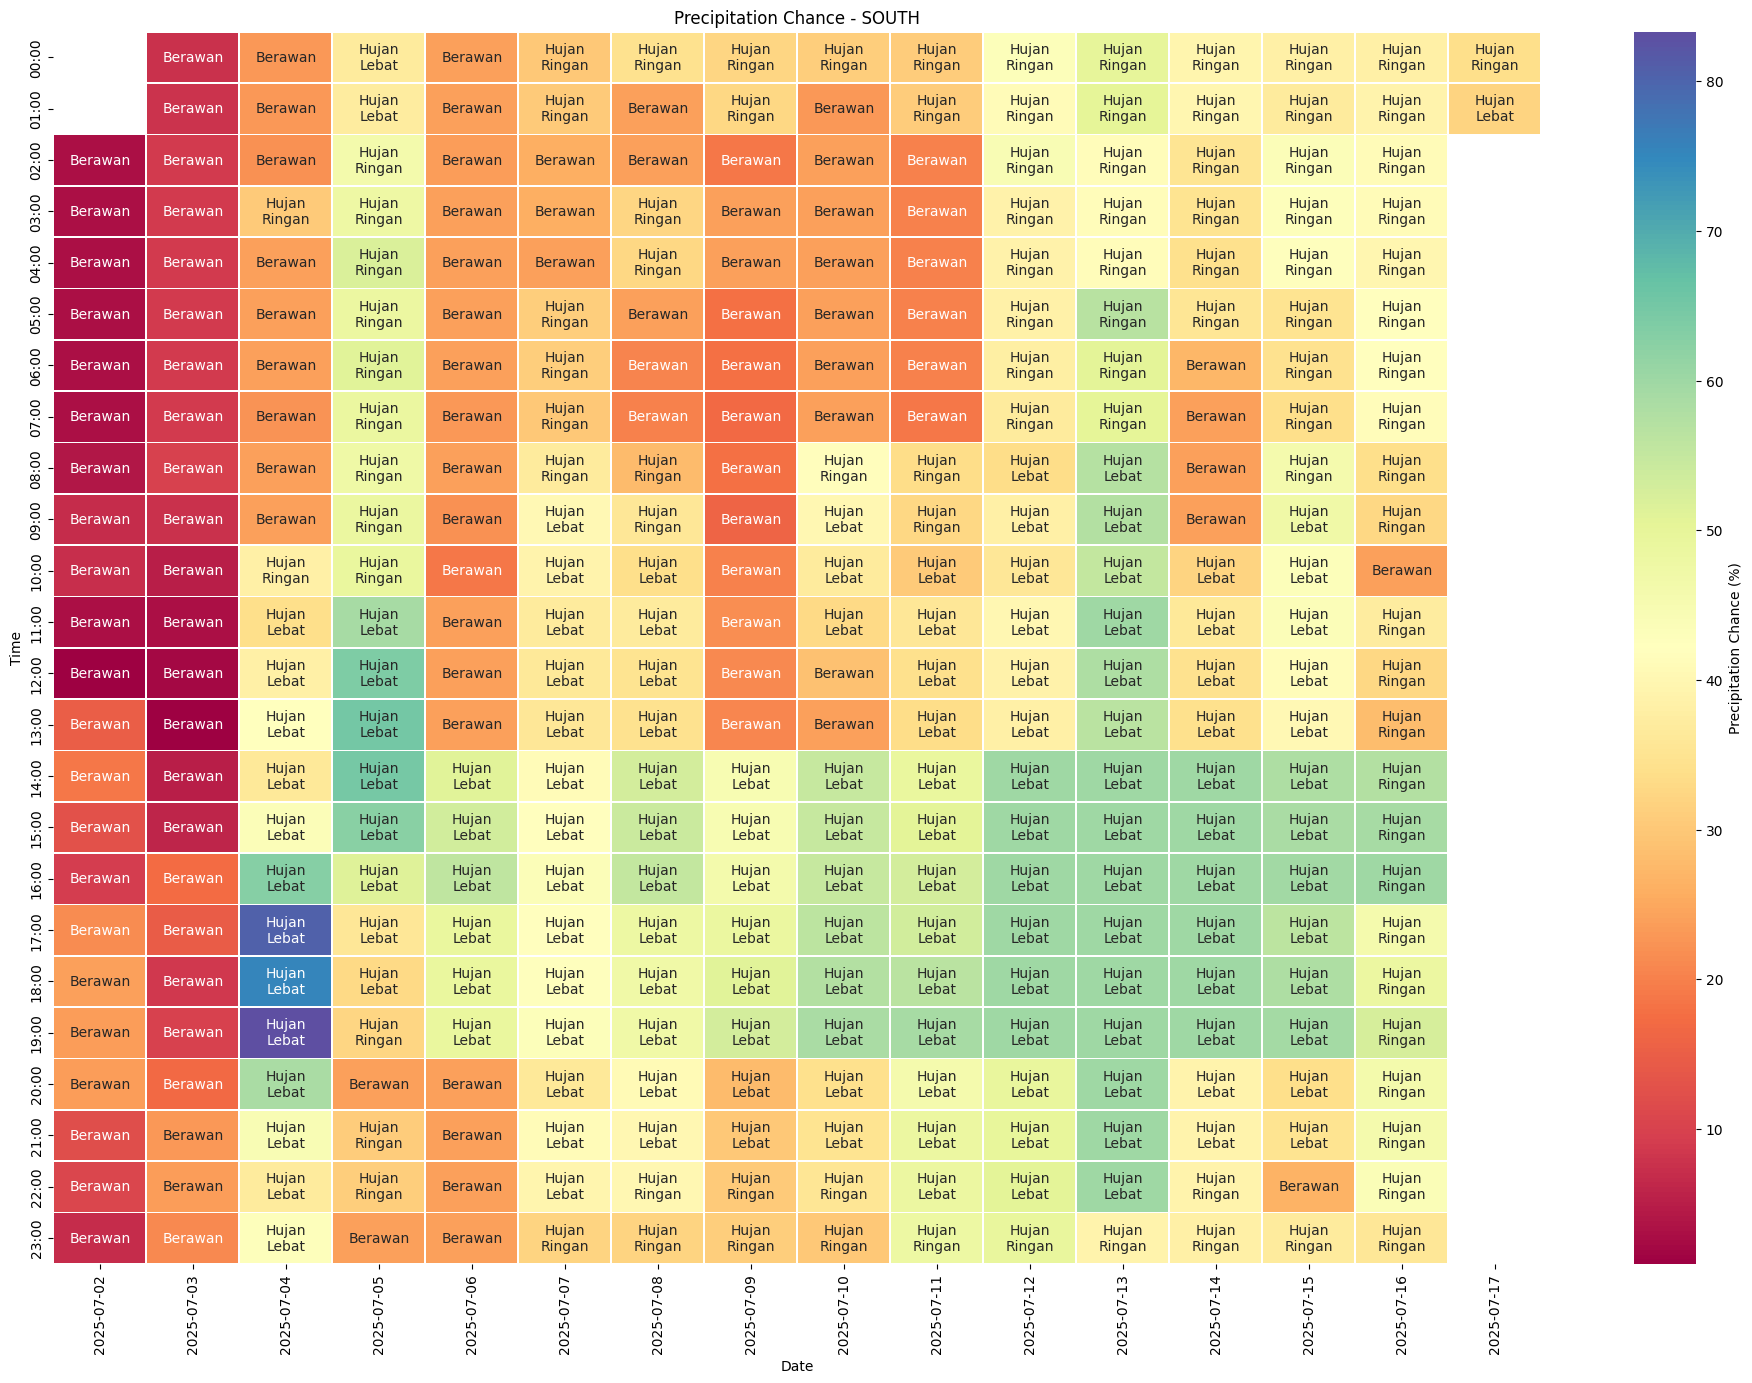 Precipitation Chance - SOUTH
00:00 Berawan Berawan Hujan Lebat Berawan Hujan Ringan Hujan Ringan Hujan Ringan Hujan Ringan Hujan Ringan Hujan Ringan Hujan Ringan Hujan Ringan Hujan Ringan Hujan Ringan Hujan Ringan
01:00 Berawan Berawan Hujan Lebat Berawan Hujan Ringan Berawan Hujan Ringan Berawan Hujan Ringan Hujan Ringan Hujan Ringan Hujan Ringan Hujan Ringan Hujan Ringan Hujan Lebat
02:00 Berawan Berawan Berawan Hujan Ringan Berawan Berawan Berawan Berawan Berawan Berawan Hujan Ringan Hujan Ringan Hujan Ringan Hujan Ringan Hujan Ringan
03:00 Berawan Berawan Hujan Ringan Hujan Ringan Berawan Berawan Hujan Ringan Berawan Berawan Berawan Hujan Ringan Hujan Ringan Hujan Ringan Hujan Ringan Hujan Ringan
04:00 Berawan Berawan Berawan Hujan Ringan Berawan Berawan Hujan Ringan Berawan Berawan Berawan Hujan Ringan Hujan Ringan Hujan Ringan Hujan Ringan Hujan Ringan
05:00 Berawan Berawan Berawan Hujan Ringan Berawan Hujan Ringan Berawan Berawan Berawan Berawan Hujan Ringan Hujan Ringan Hujan Ringan Hujan Ringan Hujan Ringan
06:00 Berawan Berawan Berawan Hujan Ringan Berawan Hujan Ringan Berawan Berawan Berawan Berawan Hujan Ringan Hujan Ringan Berawan Hujan Ringan Hujan Ringan
07:00 Berawan Berawan Berawan Hujan Ringan Berawan Hujan Ringan Berawan Berawan Berawan Berawan Hujan Ringan Hujan Ringan Berawan Hujan Ringan Hujan Ringan
08:00 Berawan Berawan Berawan Hujan Ringan Berawan Hujan Ringan Hujan Ringan Berawan Hujan Ringan Hujan Ringan Hujan Lebat Hujan Lebat Berawan Hujan Ringan Hujan Ringan
09:00 Berawan Berawan Berawan Hujan Ringan Berawan Hujan Lebat Hujan Ringan Berawan Hujan Lebat Hujan Ringan Hujan Lebat Hujan Lebat Berawan Hujan Lebat Hujan Ringan
10:00 Berawan Berawan Hujan Ringan Hujan Ringan Berawan Hujan Lebat Hujan Lebat Berawan Hujan Lebat Hujan Lebat Hujan Lebat Hujan Lebat Hujan Lebat Hujan Lebat Berawan
11:00 Berawan Berawan Hujan Lebat Hujan Lebat Berawan Hujan Lebat Hujan Lebat Berawan Hujan Lebat Hujan Lebat Hujan Lebat Hujan Lebat Hujan Lebat Hujan Lebat Hujan Ringan
12:00 Berawan Berawan Hujan Lebat Hujan Lebat Berawan Hujan Lebat Hujan Lebat Berawan Berawan Hujan Lebat Hujan Lebat Hujan Lebat Hujan Lebat Hujan Lebat Hujan Ringan
13:00 Berawan Berawan Hujan Lebat Hujan Lebat Berawan Hujan Lebat Hujan Lebat Berawan Berawan Hujan Lebat Hujan Lebat Hujan Lebat Hujan Lebat Hujan Lebat Hujan Ringan
14:00 Berawan Berawan Hujan Lebat Hujan Lebat Hujan Lebat Hujan Lebat Hujan Lebat Hujan Lebat Hujan Lebat Hujan Lebat Hujan Lebat Hujan Lebat Hujan Lebat Hujan Lebat Hujan Ringan
15:00 Berawan Berawan Hujan Lebat Hujan Lebat Hujan Lebat Hujan Lebat Hujan Lebat Hujan Lebat Hujan Lebat Hujan Lebat Hujan Lebat Hujan Lebat Hujan Lebat Hujan Lebat Hujan Ringan
16:00 Berawan Berawan Hujan Lebat Hujan Lebat Hujan Lebat Hujan Lebat Hujan Lebat Hujan Lebat Hujan Lebat Hujan Lebat Hujan Lebat Hujan Lebat Hujan Lebat Hujan Lebat Hujan Ringan
17:00 Berawan Berawan Hujan Lebat Hujan Lebat Hujan Lebat Hujan Lebat Hujan Lebat Hujan Lebat Hujan Lebat Hujan Lebat Hujan Lebat Hujan Lebat Hujan Lebat Hujan Lebat Hujan Ringan
18:00 Berawan Berawan Hujan Lebat Hujan Lebat Hujan Lebat Hujan Lebat Hujan Lebat Hujan Lebat Hujan Lebat Hujan Lebat Hujan Lebat Hujan Lebat Hujan Lebat Hujan Lebat Hujan Ringan
19:00 Berawan Berawan Hujan Lebat Hujan Ringan Hujan Lebat Hujan Lebat Hujan Lebat Hujan Lebat Hujan Lebat Hujan Lebat Hujan Lebat Hujan Lebat Hujan Lebat Hujan Lebat Hujan Ringan
20:00 Berawan Berawan Hujan Lebat Berawan Berawan Hujan Lebat Hujan Lebat Hujan Lebat Hujan Lebat Hujan Lebat Hujan Lebat Hujan Lebat Hujan Lebat Hujan Lebat Hujan Ringan
21:00 Berawan Berawan Hujan Lebat Hujan Ringan Berawan Hujan Lebat Hujan Lebat Hujan Lebat Hujan Lebat Hujan Lebat Hujan Lebat Hujan Lebat Hujan Lebat Hujan Lebat Hujan Ringan
22:00 Berawan Berawan Hujan Lebat Hujan Ringan Berawan Hujan Lebat Hujan Ringan Hujan Ringan Hujan Ringan Hujan Lebat Hujan Lebat Hujan Lebat Hujan Ringan Berawan Hujan Ringan
23:00 Berawan Berawan Hujan Lebat Berawan Berawan Hujan Ringan Hujan Ringan Hujan Ringan Hujan Ringan Hujan Ringan Hujan Ringan Hujan Ringan Hujan Ringan Hujan Ringan Hujan Ringan
Time
2025-07-02 2025-07-03 2025-07-04 2025-07-05 2025-07-06 2025-07-07 2025-07-08 2025-07-09 2025-07-10 2025-07-11 2025-07-12 2025-07-13 2025-07-14 2025-07-15 2025-07-16 2025-07-17
Date
80
70
60
50
40
30
20
10
Precipitation Chance (%)